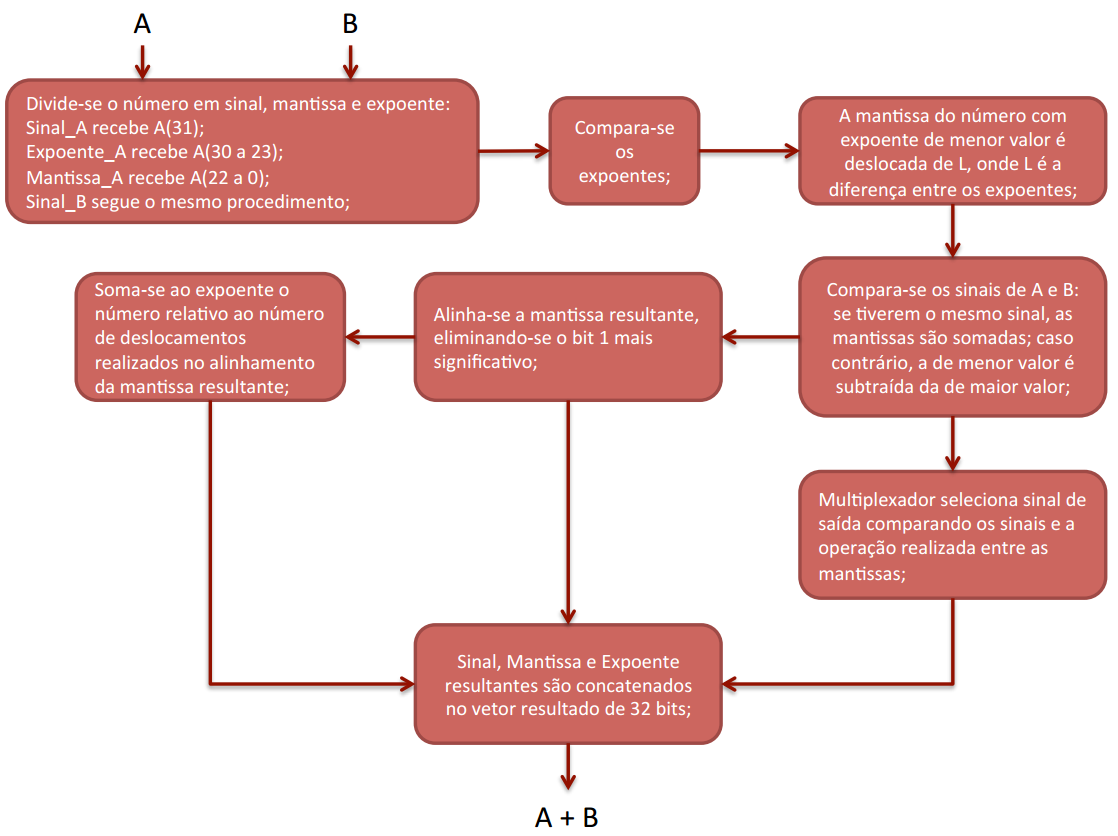 A
B
Divide-se o número em sinal, mantissa e expoente:
Sinal_A recebe A(31);
Expoente_A recebe A(30 a 23);
Mantissa_A recebe A(22 a 0);
Sinal_B segue o mesmo procedimento;
Compara-se
os
expoentes;
A mantissa do número com
expoente de menor valor é
deslocada de L, onde L é a
diferença entre os expoentes;
Compara-se os sinais de A e B:
se tiverem o mesmo sinal, as
mantissas são somadas; caso
contrário, a de menor valor é
subtraída da de maior valor;
Alinha-se a mantissa resultante,
eliminando-se o bit 1 mais
significativo;
Soma-se ao expoente o
número relativo ao número
de deslocamentos
realizados no alinhamento
da mantissa resultante;
Multiplexador seleciona sinal de
saída comparando os sinais e a
operação realizada entre as
mantissas;
Sinal, Mantissa e Expoente
resultantes são concatenados
no vetor resultado de 32 bits;
A + B